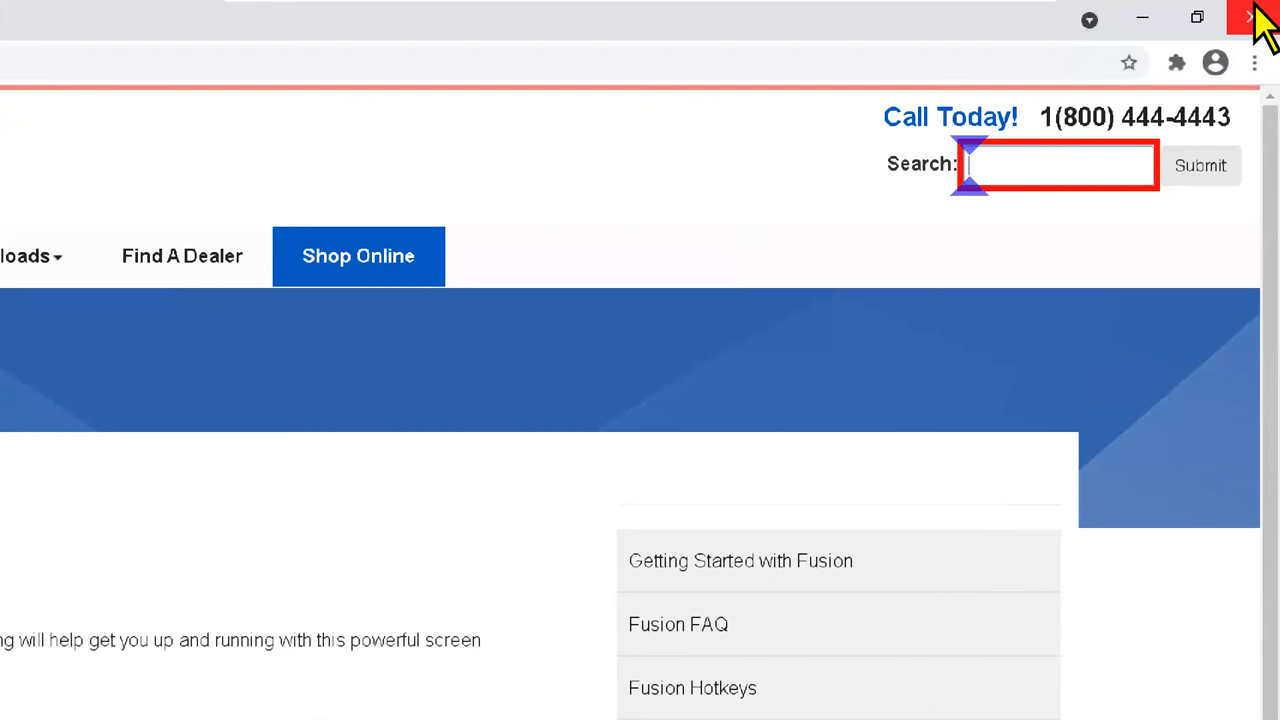 Call Today! 1(800) 444-4443
Search:
Submit
loads
Find A Dealer
Shop Online
Getting Started with Fusion
Fusion FAQ
ng will help get you up and running with this powerful screen
Fusion Hotkeys